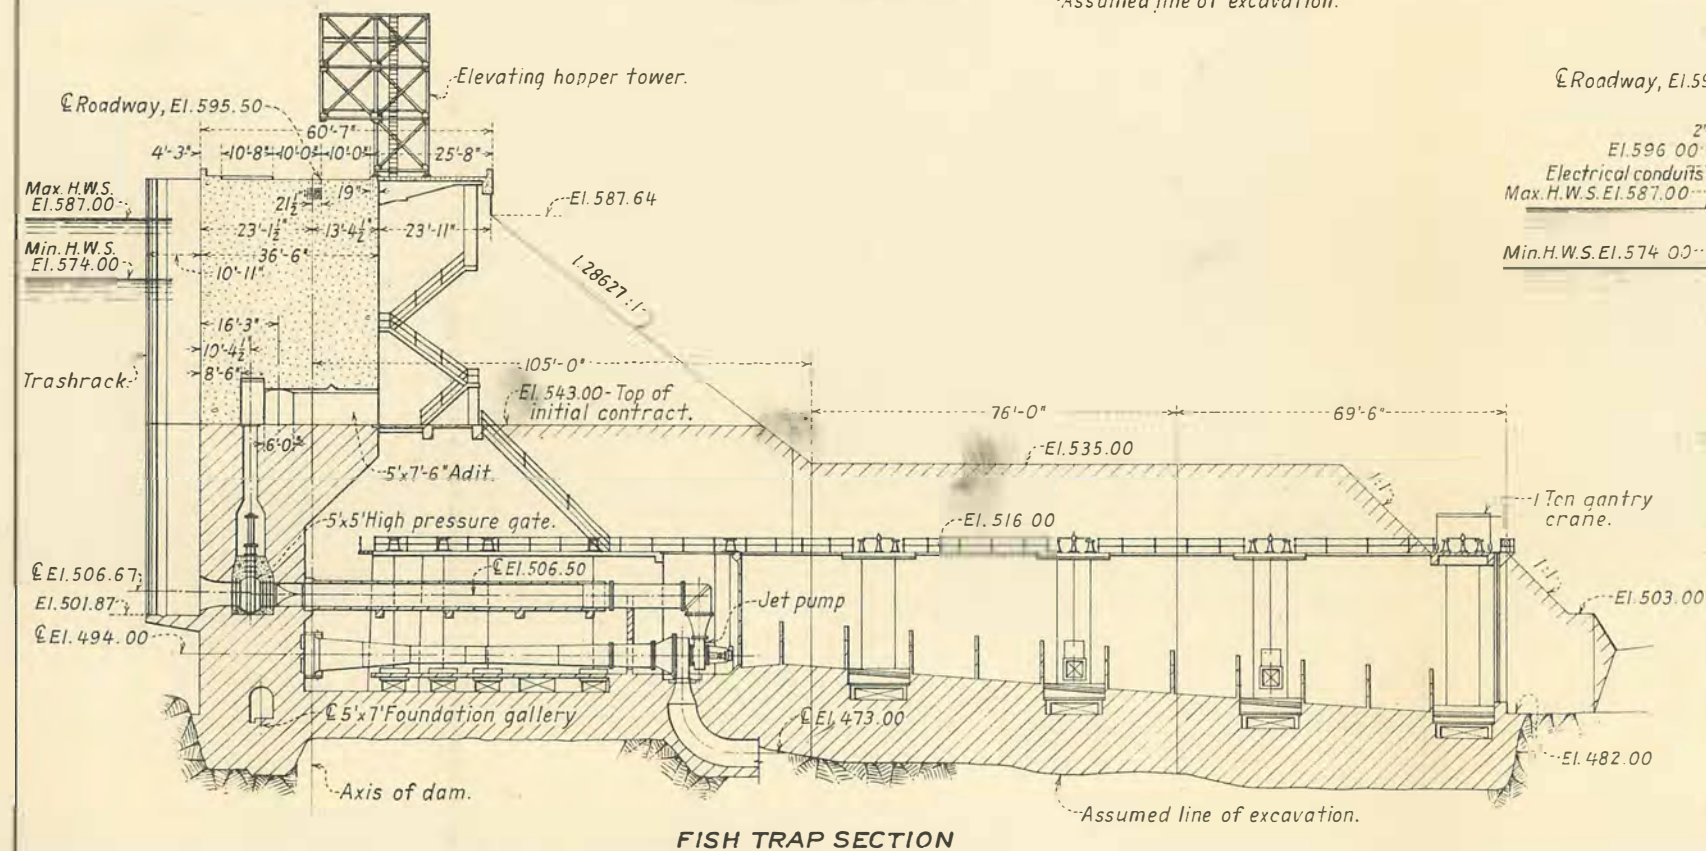 Assumed line of excavation.
Elevating hopper tower.
℄ Roadway, El. 595.50
60'-7"
4'-3" 10'-8" 10'-0" 10'-0" 25'-8"
Max. H.W.S.
El. 587.00
19"
21½"
El. 587.64
23'-1½" 13'-4½" 23'-11"
Min. H.W.S.
El. 574.00
36'-6"
10'-11"
1.28627:1
16'-3"
10'-4½"
8'-6"
105'-0"
Trashrack
El. 543.00 - Top of
initial contract.
76'-0" 69'-6"
6'-0"
El. 535.00
1:1
5'x7'-6" Adit.
1 Ton gantry
crane.
5'x5' High pressure gate.
El. 516 00
℄ El. 506.67
℄ El. 506.50
1:1
El. 501.87
Jet pump
El. 503.00
℄ El. 494.00
℄ 5'x7' Foundation gallery
℄ El. 473.00
El. 482.00
Axis of dam.
Assumed line of excavation.
FISH TRAP SECTION
℄ Roadway, El. 59
2'
El. 596 00
Electrical conduits
Max. H.W.S. El. 587.00
Min. H.W.S. El. 574 00